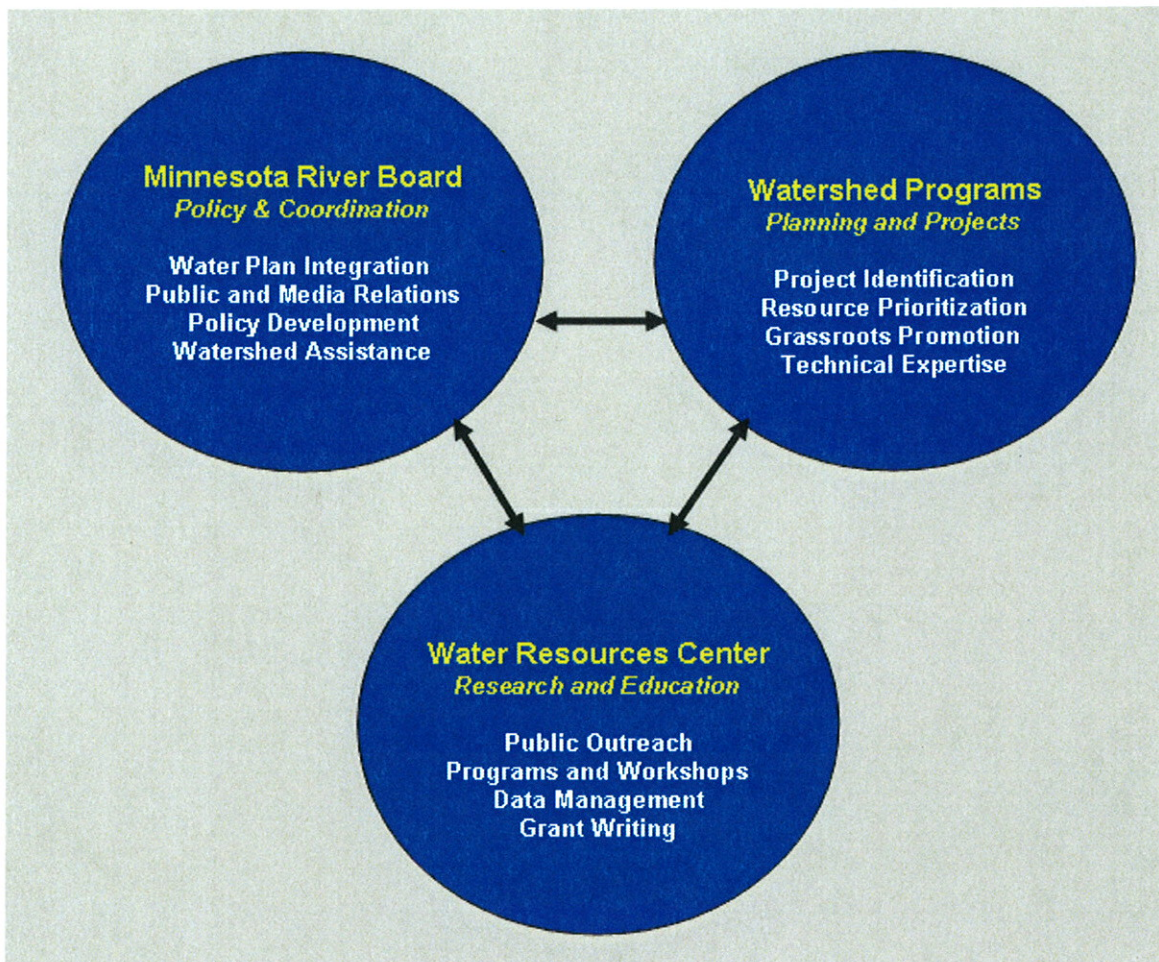 Minnesota River Board
Policy & Coordination
Water Plan Integration
Public and Media Relations
Policy Development
Watershed Assistance
Watershed Programs
Planning and Projects
Project Identification
Resource Prioritization
Grassroots Promotion
Technical Expertise
Water Resources Center
Research and Education
Public Outreach
Programs and Workshops
Data Management
Grant Writing